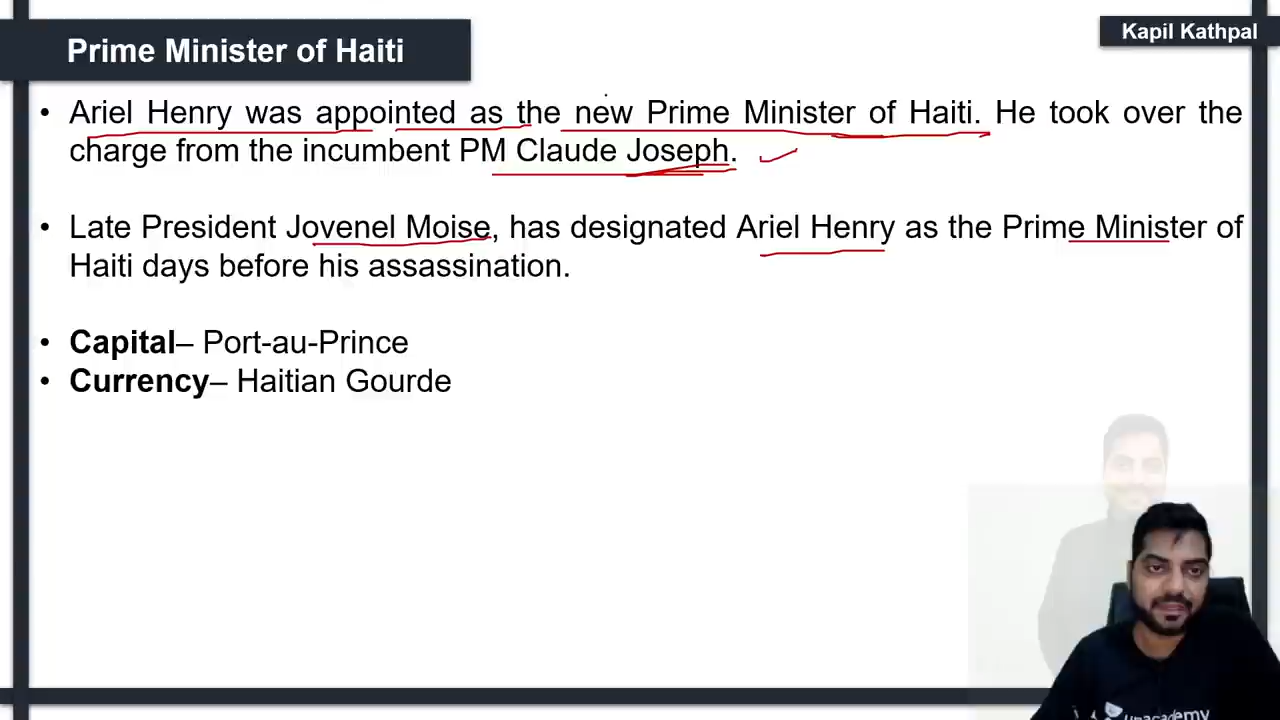 Prime Minister of Haiti
Kapil Kathpal
• Ariel Henry was appointed as the new Prime Minister of Haiti. He took over the
charge from the incumbent PM Claude Joseph.
• Late President Jovenel Moise, has designated Ariel Henry as the Prime Minister of
Haiti days before his assassination.
• Capital– Port-au-Prince
• Currency– Haitian Gourde
unacademy